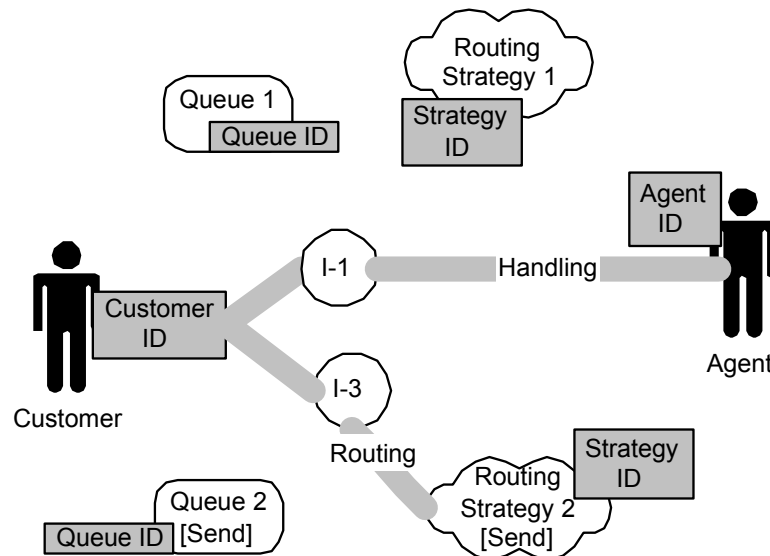 Routing
Strategy 1
Queue 1
Queue ID
Strategy
ID
Agent
ID
I-1
Handling
Customer
ID
Agent
I-3
Customer
Routing
Strategy
ID
Routing
Strategy 2
[Send]
Queue 2
[Send]
Queue ID